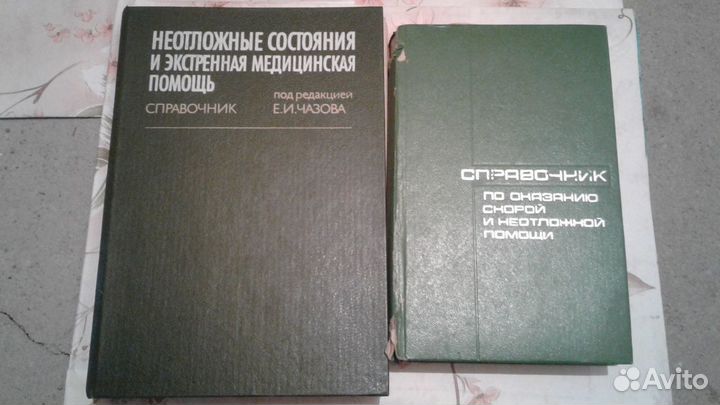 НЕОТЛОЖНЫЕ СОСТОЯНИЯ
И ЭКСТРЕННАЯ МЕДИЦИНСКАЯ
ПОМОЩЬ
под редакцией
СПРАВОЧНИК Е.И.ЧАЗОВА
СПРАВОЧНИК
ПО ОКАЗАНИЮ
СКОРОЙ
И НЕОТЛОЖНОЙ
ПОМОЩИ
Avito